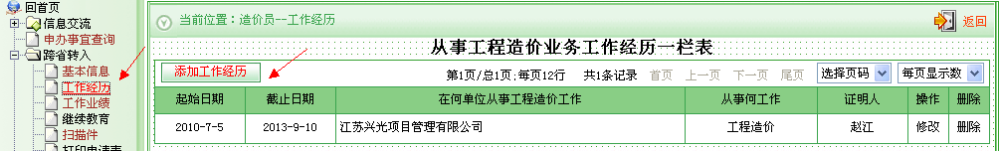 回首页
信息交流
申办事宜查询
跨省转入
基本信息
工作经历
工作业绩
继续教育
扫描件
打印申请表
当前位置：造价员--工作经历 返回
从事工程造价业务工作经历一栏表
添加工作经历 第1页/总1页:每页12行 共1条记录 首页 上一页 下一页 尾页 选择页码 每页显示数
起始日期 截止日期 在何单位从事工程造价工作 从事何工作 证明人 操作 删除
2010-7-5 2013-9-10 江苏兴光项目管理有限公司 工程造价 赵江 修改 删除